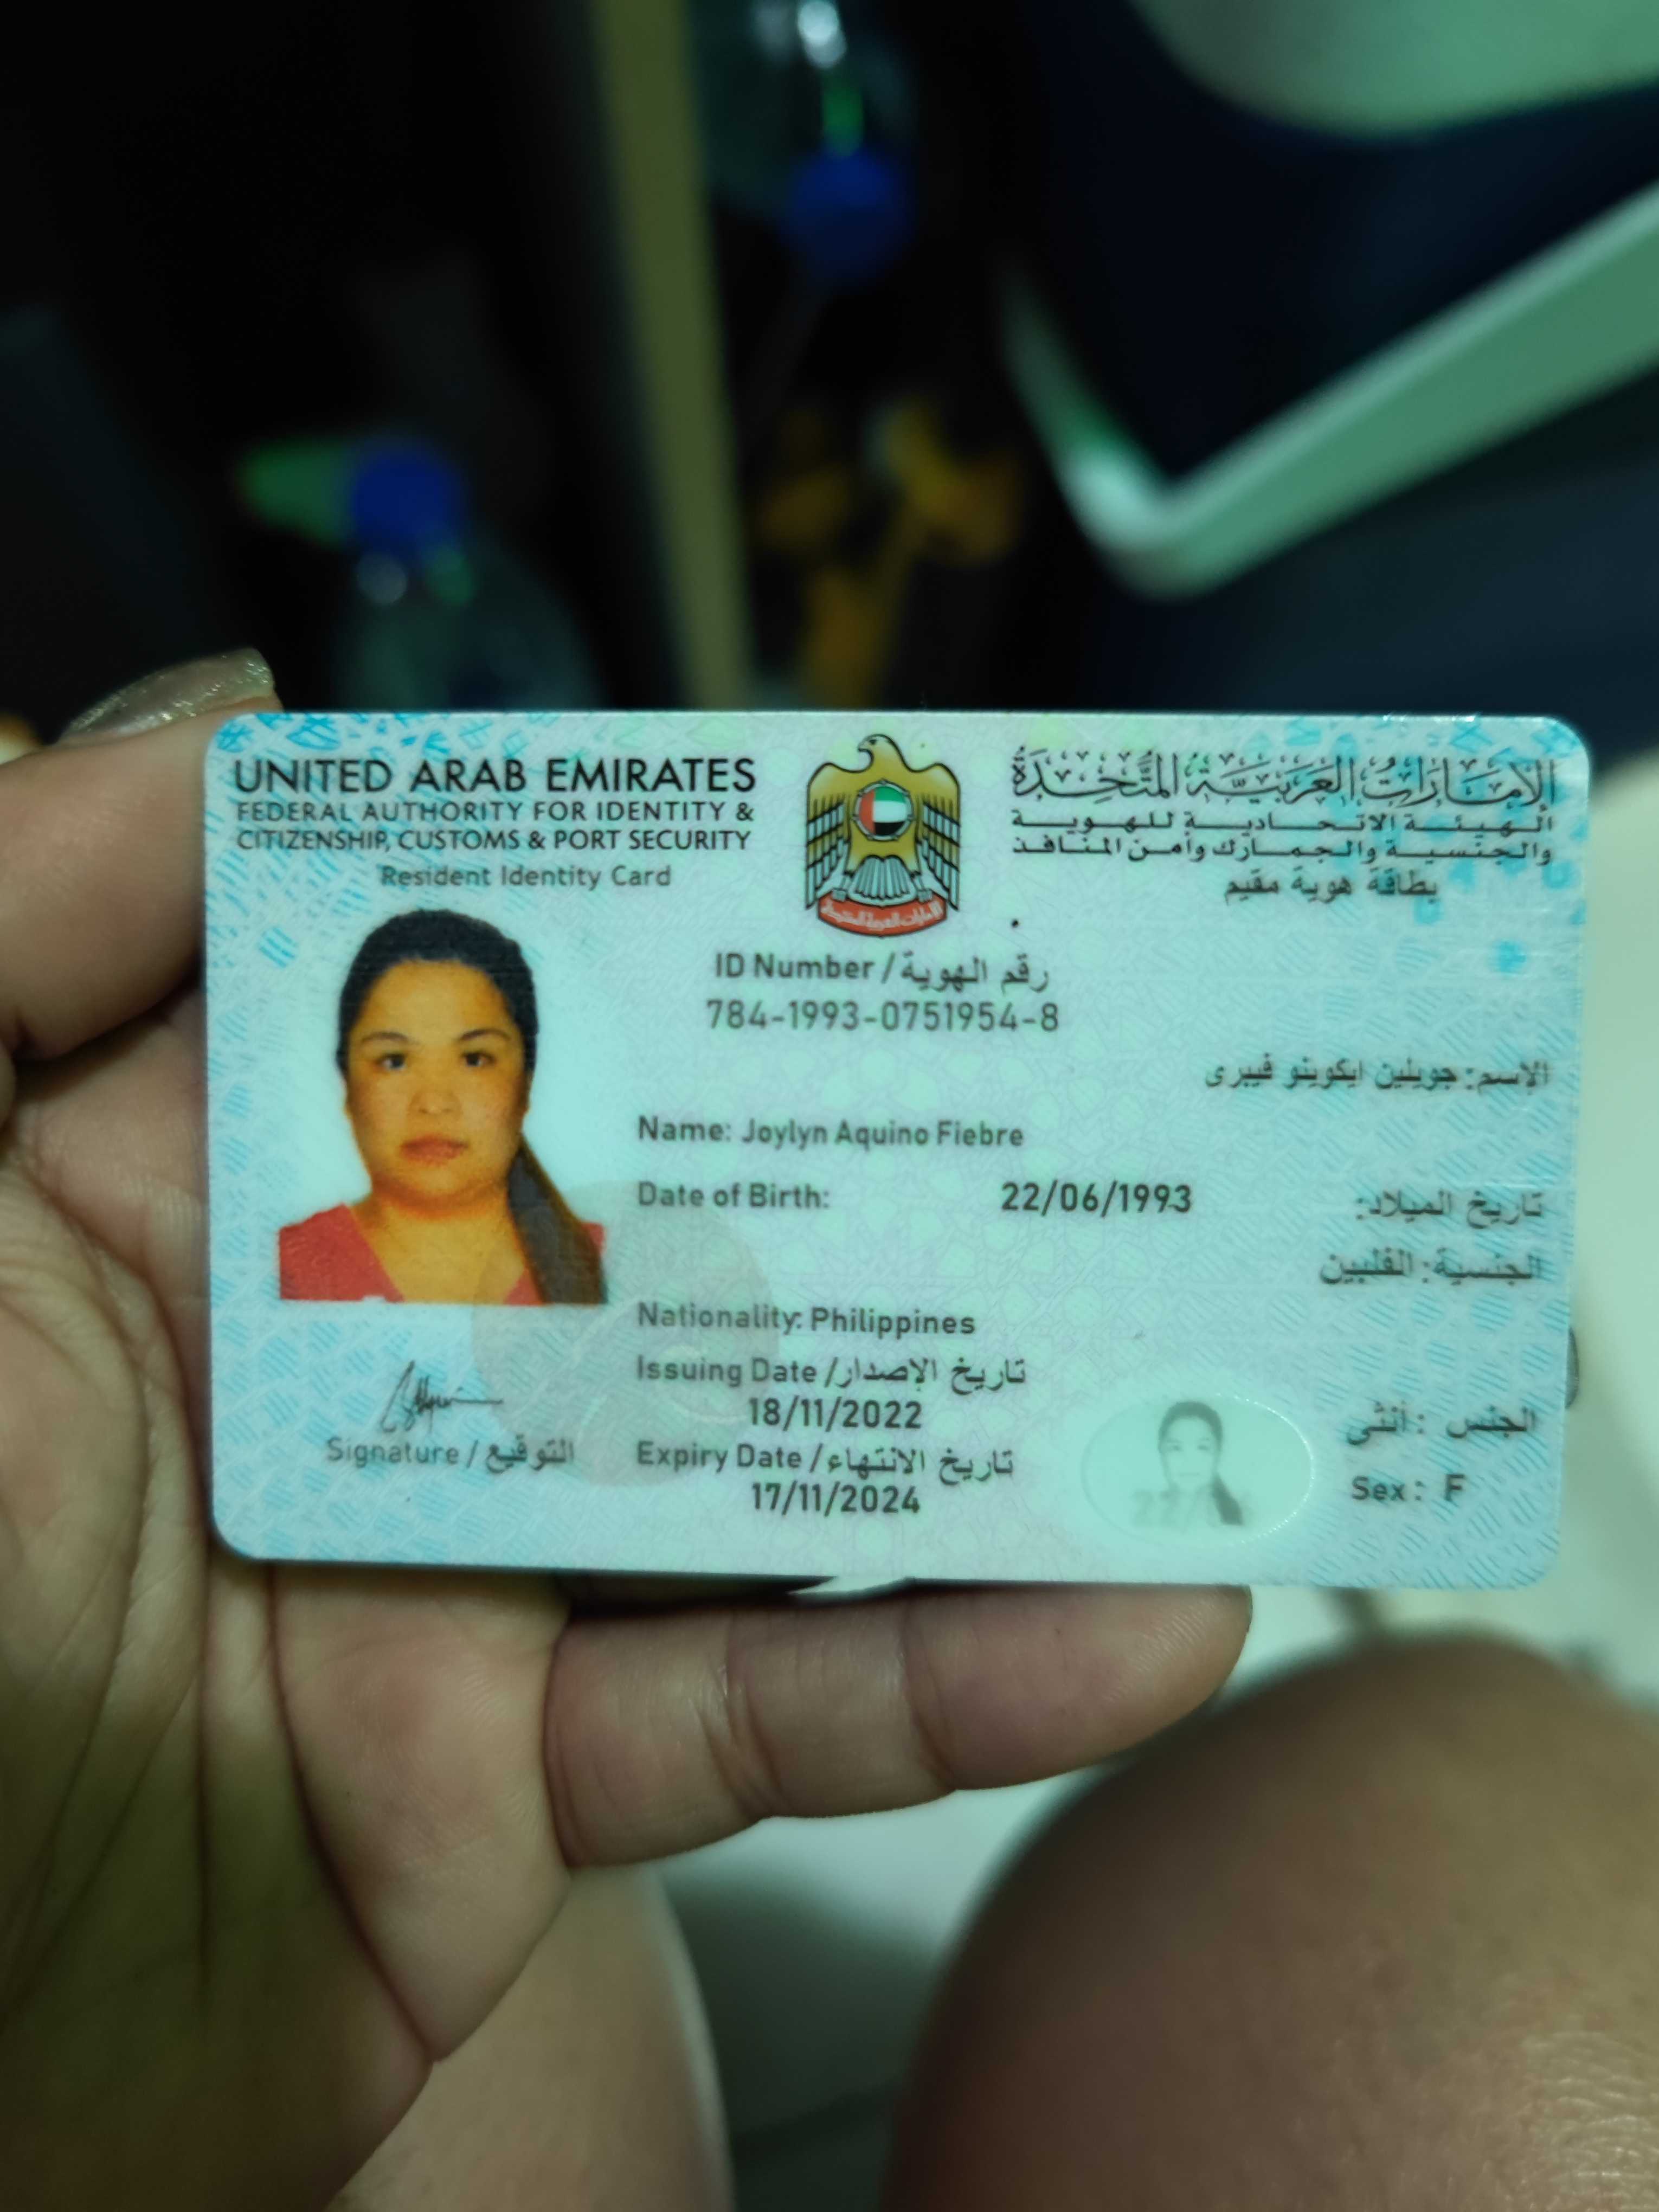 UNITED ARAB EMIRATES
FEDERAL AUTHORITY FOR IDENTITY &
CITIZENSHIP, CUSTOMS & PORT SECURITY
Resident Identity Card
الإمارات العربية المتحدة
الهيئة الاتحادية للهوية
والجنسية والجمارك وأمن المنافذ
بطاقة هوية مقيم
الإمارات العربية المتحدة
ID Number / رقم الهوية
784-1993-0751954-8
الإسم: جويلين ايكوينو فيبرى
Name: Joylyn Aquino Fiebre
Date of Birth: 22/06/1993 تاريخ الميلاد:
الجنسية: الفلبين
Nationality: Philippines
Issuing Date / تاريخ الإصدار
18/11/2022
Expiry Date / تاريخ الانتهاء
17/11/2024
الجنس : أنثى
Sex: F
Signature / التوقيع